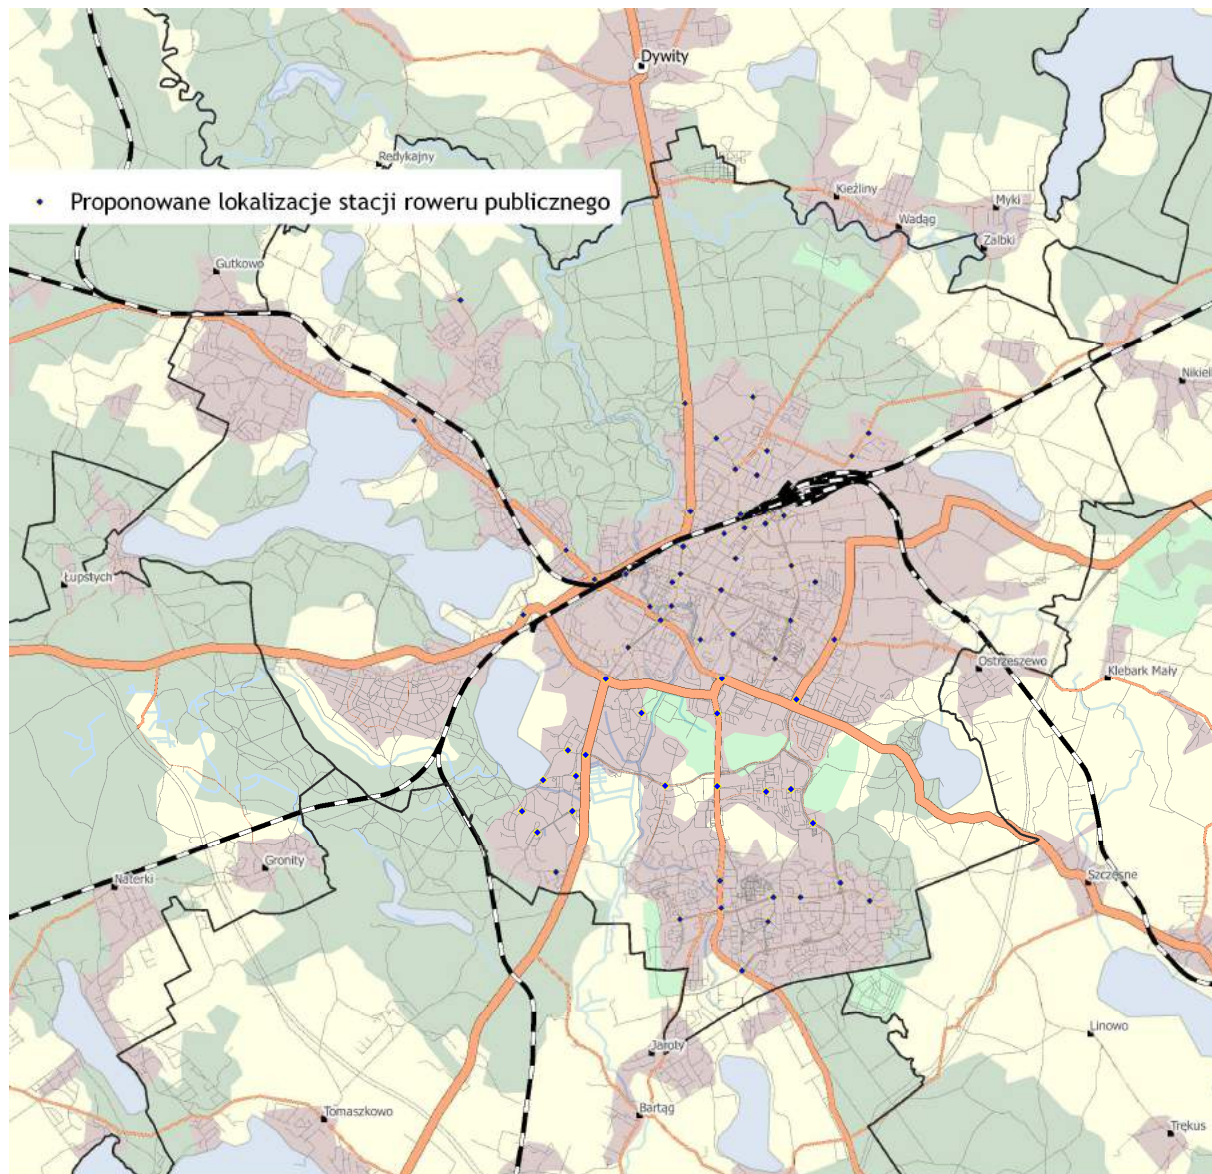 Dywity
Redykajny
Proponowane lokalizacje stacji roweru publicznego
Kieźliny
Myki
Wadąg
Zalbki
Gutkowo
Nikiel
Łupstych
Ostrzeszewo
Klebark Mały
Gronity
Naterki
Szczęsne
Linowo
Jaroty
Bartąg
Tomaszkowo
Trękus